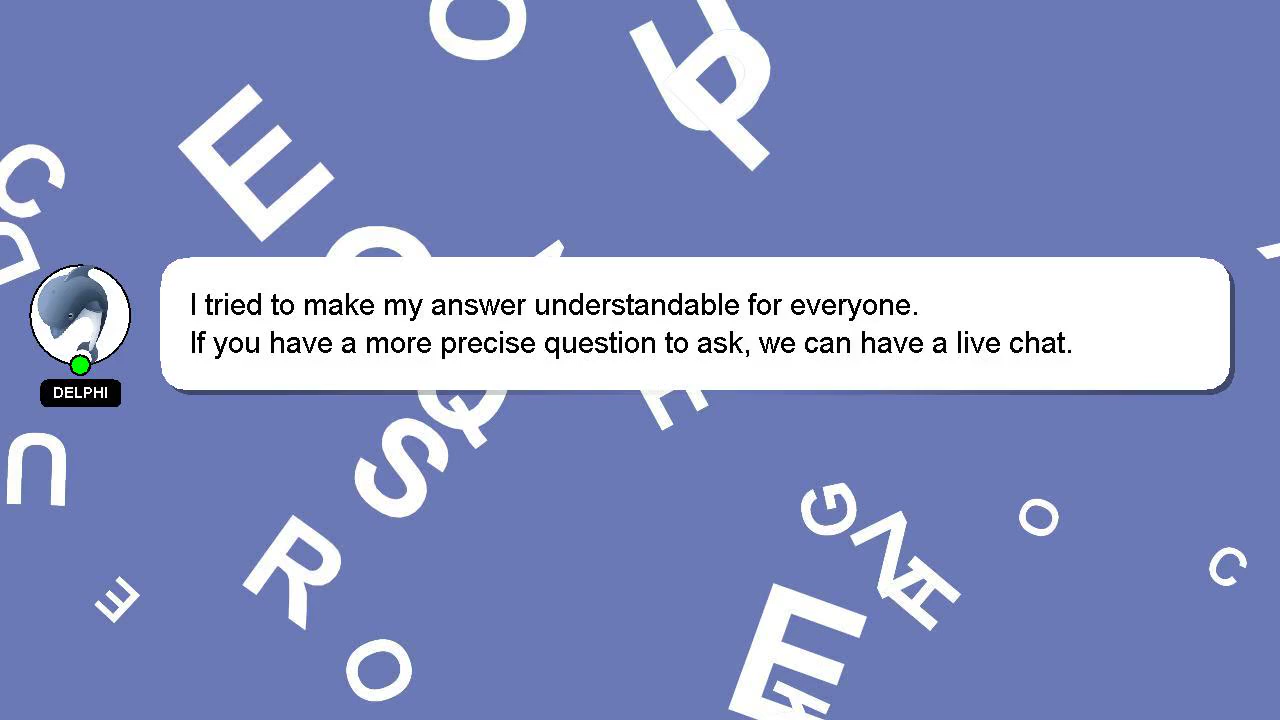 I tried to make my answer understandable for everyone.
If you have a more precise question to ask, we can have a live chat.
DELPHI